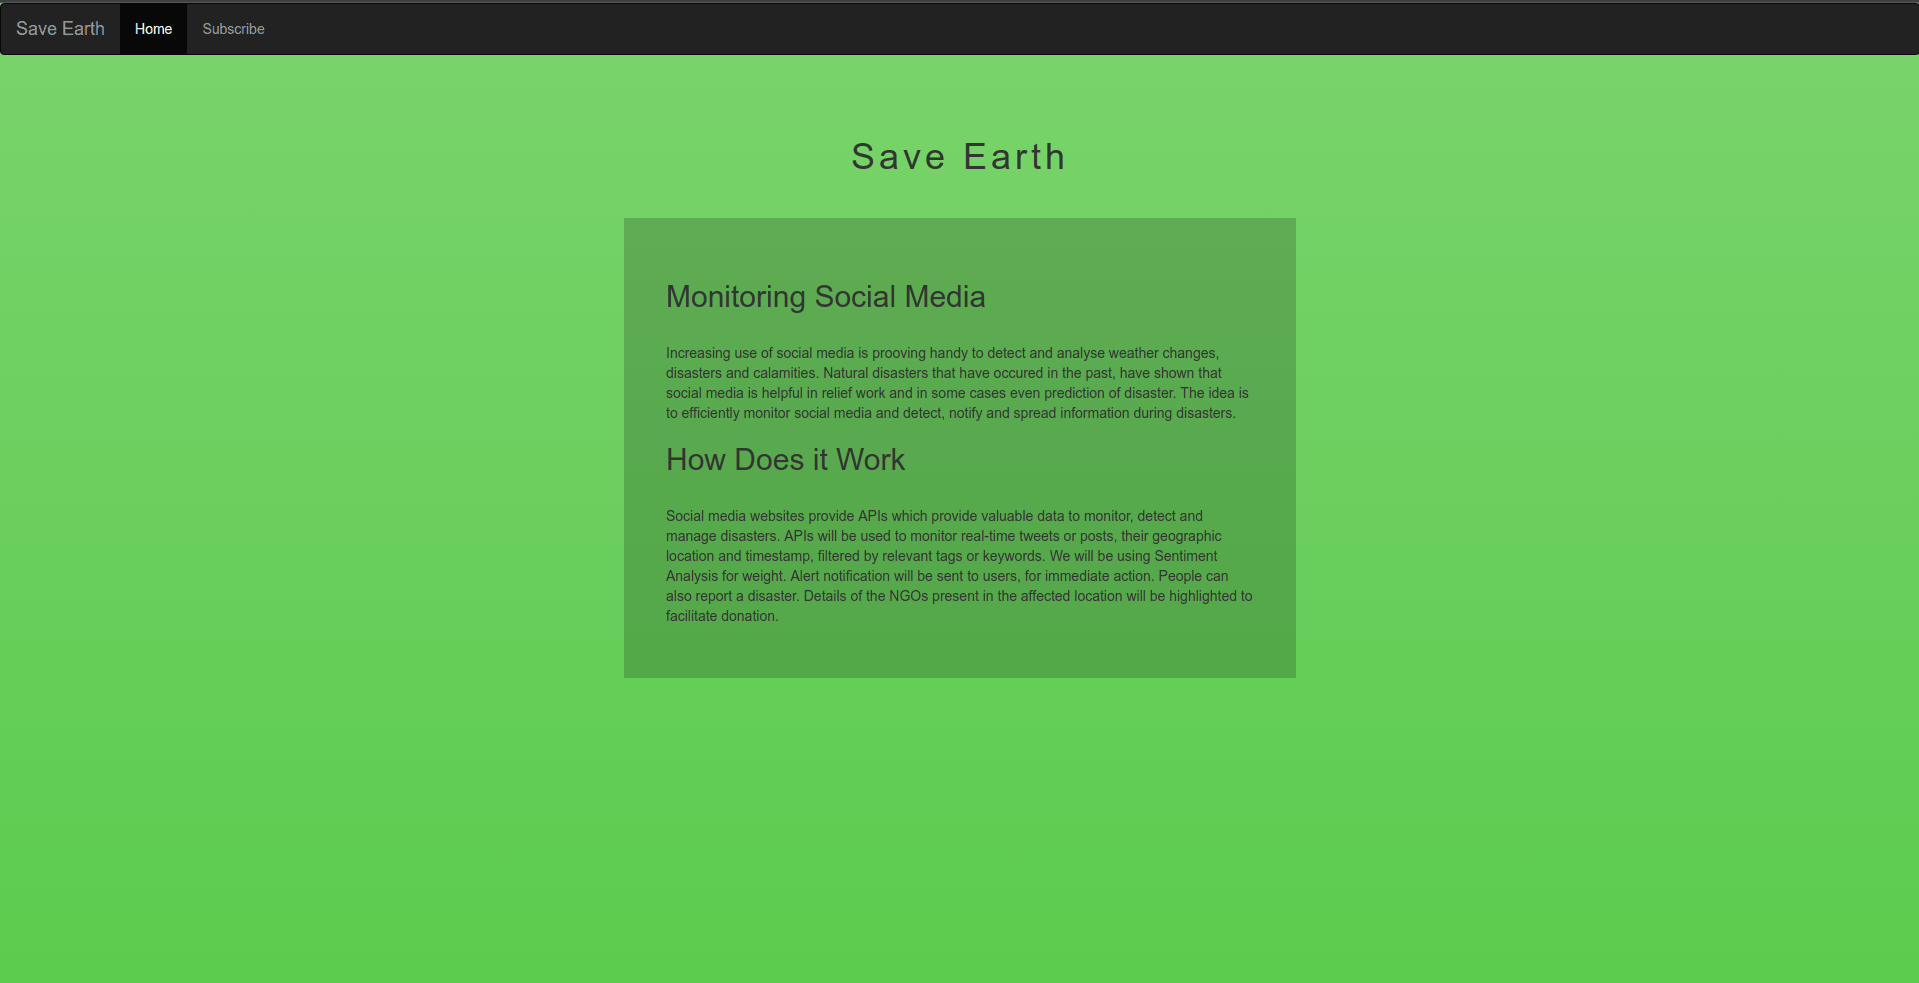 Save Earth Home Subscribe
Save Earth
Monitoring Social Media
Increasing use of social media is prooving handy to detect and analyse weather changes,
disasters and calamities. Natural disasters that have occured in the past, have shown that
social media is helpful in relief work and in some cases even prediction of disaster. The idea is
to efficiently monitor social media and detect, notify and spread information during disasters.
How Does it Work
Social media websites provide APIs which provide valuable data to monitor, detect and
manage disasters. APIs will be used to monitor real-time tweets or posts, their geographic
location and timestamp, filtered by relevant tags or keywords. We will be using Sentiment
Analysis for weight. Alert notification will be sent to users, for immediate action. People can
also report a disaster. Details of the NGOs present in the affected location will be highlighted to
facilitate donation.